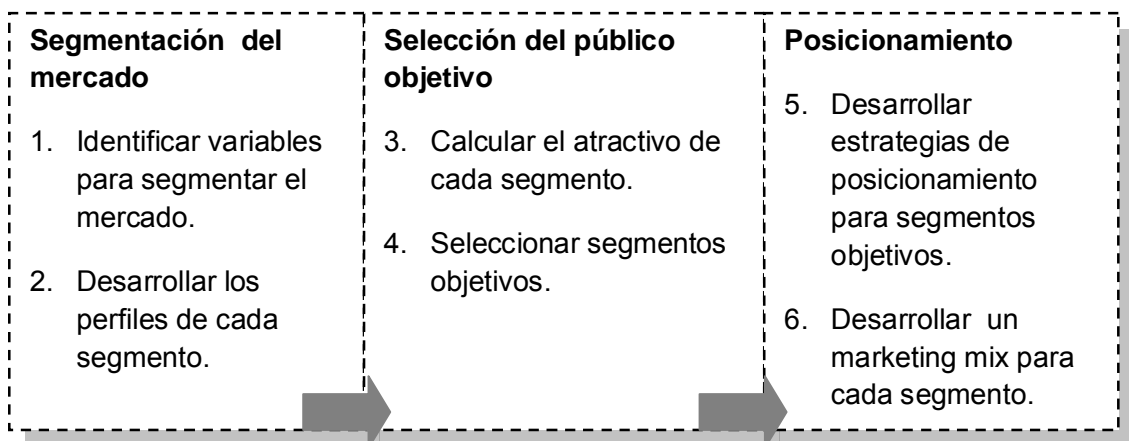 Segmentación del
mercado
1. Identificar variables
para segmentar el
mercado.
2. Desarrollar los
perfiles de cada
segmento.
Selección del público
objetivo
3. Calcular el atractivo de
cada segmento.
4. Seleccionar segmentos
objetivos.
Posicionamiento
5. Desarrollar
estrategias de
posicionamiento
para segmentos
objetivos.
6. Desarrollar un
marketing mix para
cada segmento.